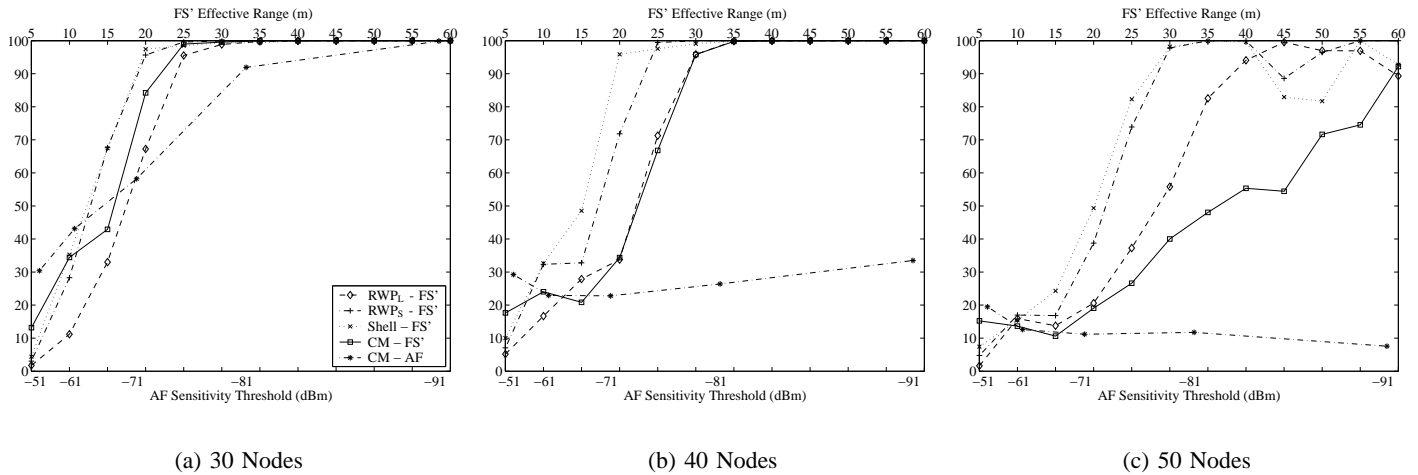 FS’ Effective Range (m)
5 10 15 20 25 30 35 40 45 50 55 60
100
90
80
70
60
50
40
30
20
10
0
RWP_L - FS’
RWP_S - FS’
Shell – FS’
CM – FS’
CM – AF
−51 −61 −71 −81 −91
AF Sensitivity Threshold (dBm)
(a) 30 Nodes
FS’ Effective Range (m)
5 10 15 20 25 30 35 40 45 50 55 60
100
90
80
70
60
50
40
30
20
10
0
−51 −61 −71 −81 −91
AF Sensitivity Threshold (dBm)
(b) 40 Nodes
FS’ Effective Range (m)
5 10 15 20 25 30 35 40 45 50 55 60
100
90
80
70
60
50
40
30
20
10
0
−51 −61 −71 −81 −91
AF Sensitivity Threshold (dBm)
(c) 50 Nodes